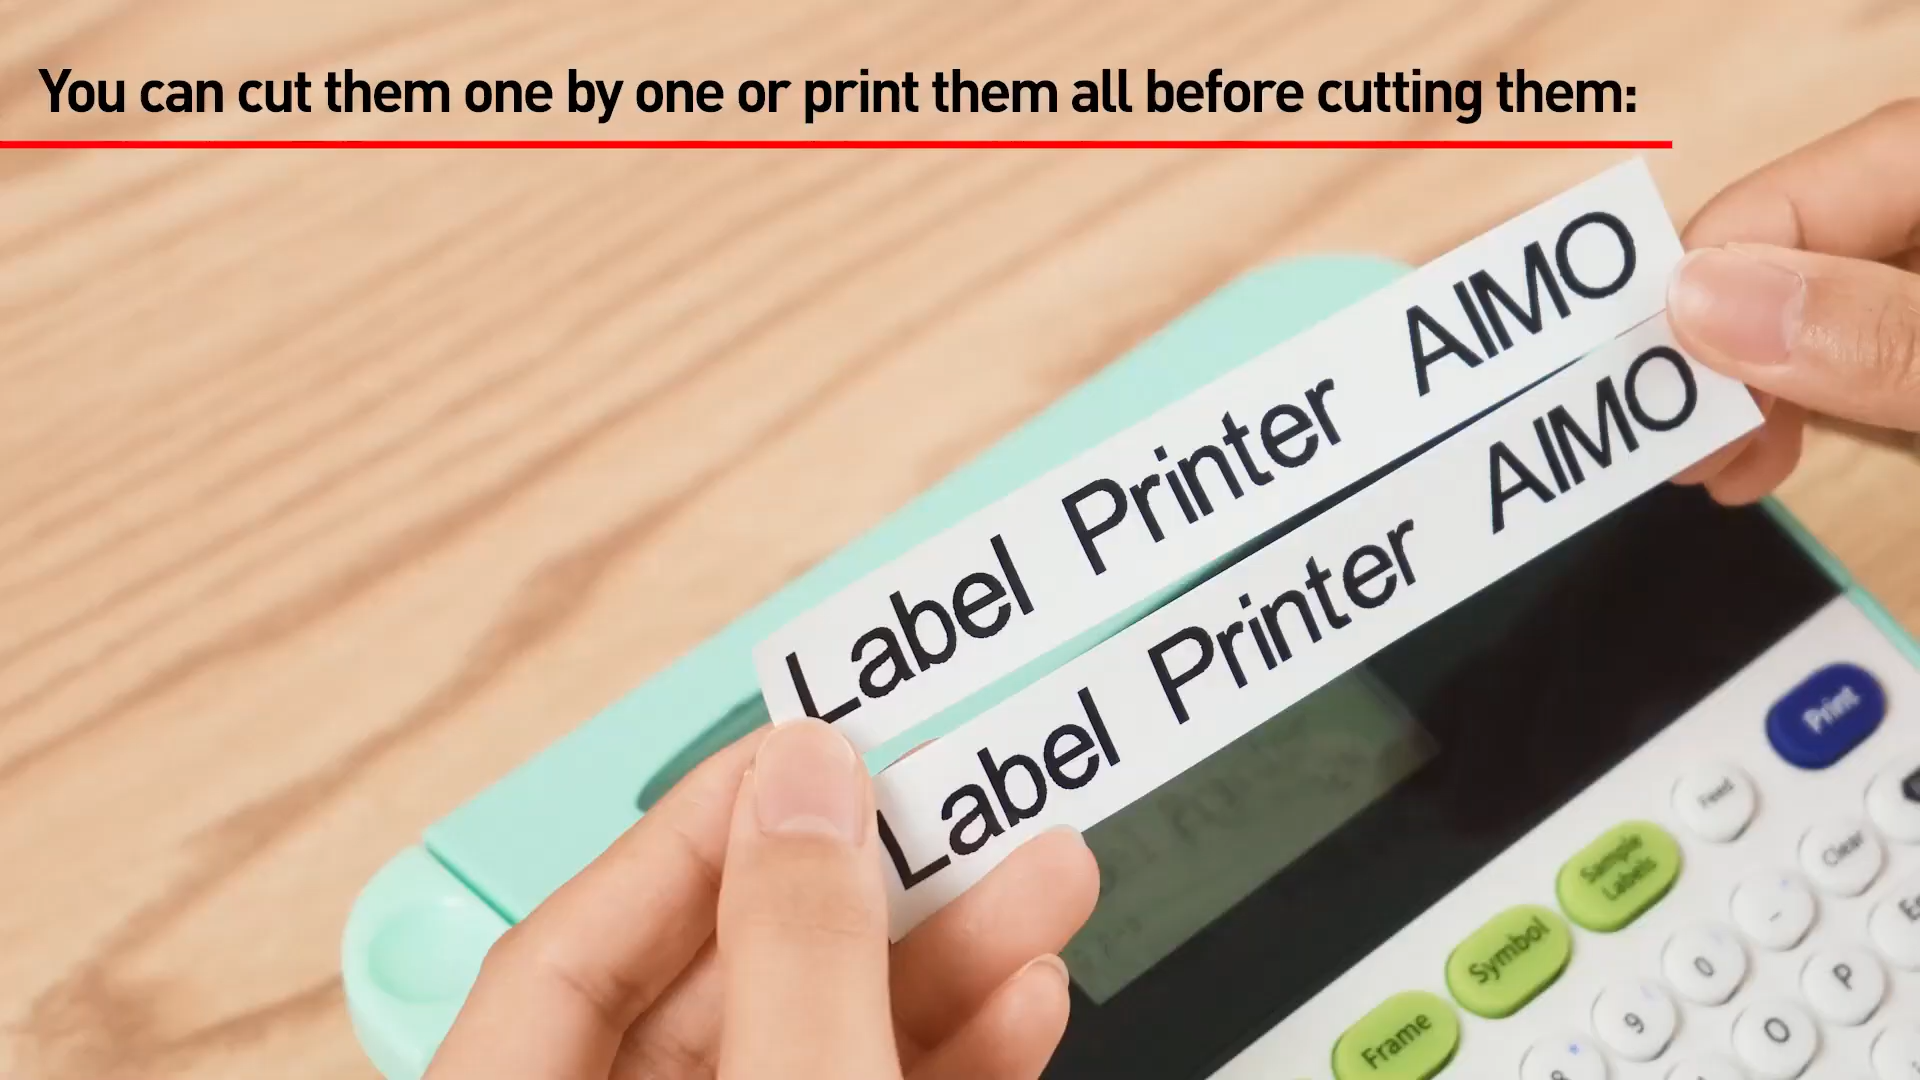 You can cut them one by one or print them all before cutting them:
Label Printer AIMO
Label Printer AIMO
Print
Feed
Sample
Labels
Clear
Symbol
-
0
P
Frame
9
O
8